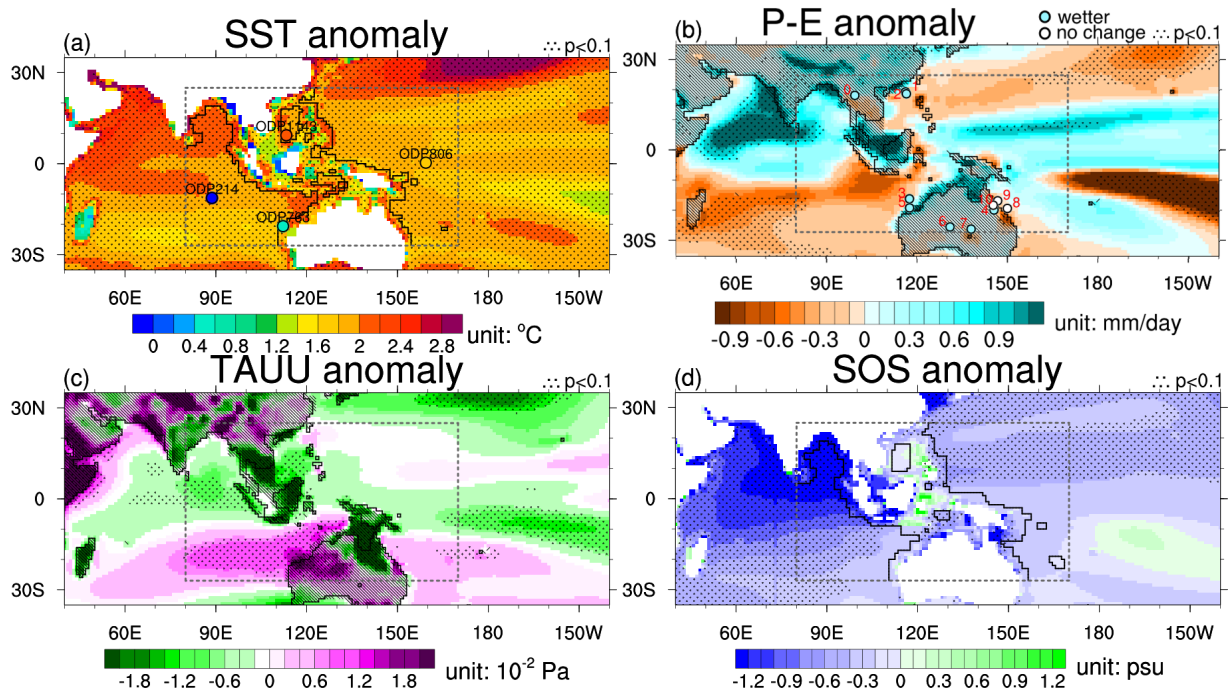 (a) SST anomaly p<0.1
30N
0
30S
ODP806
ODP214
60E 90E 120E 150E 180 150W
0 0.4 0.8 1.2 1.6 2 2.4 2.8 unit: °C
(b) P-E anomaly wetter
no change p<0.1
30N
0
30S
3
9
8
6 7
60E 90E 120E 150E 180 150W
-0.9 -0.6 -0.3 0 0.3 0.6 0.9 unit: mm/day
(c) TAUU anomaly p<0.1
30N
0
30S
60E 90E 120E 150E 180 150W
-1.8 -1.2 -0.6 0 0.6 1.2 1.8 unit: 10-2 Pa
(d) SOS anomaly p<0.1
30N
0
30S
60E 90E 120E 150E 180 150W
-1.2 -0.9 -0.6 -0.3 0 0.3 0.6 0.9 1.2 unit: psu